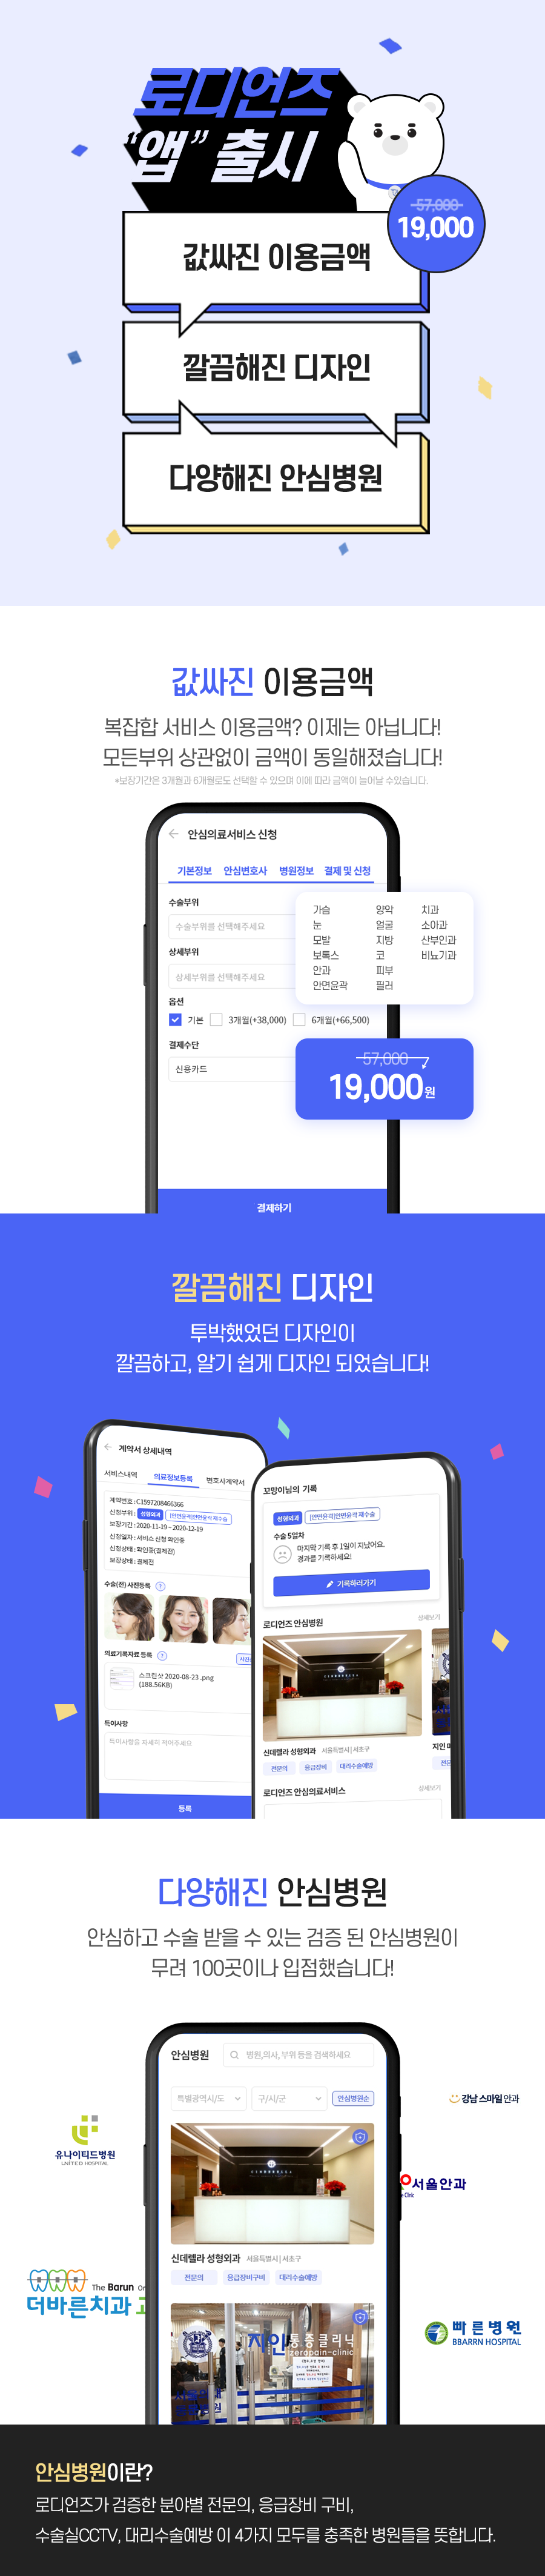 로디언즈
“앱” 출시
57,000
19,000
값싸진 이용금액
깔끔해진 디자인
다양해진 안심병원
값싸진 이용금액
복잡합 서비스 이용금액? 이제는 아닙니다!
모든부위 상관없이 금액이 동일해졌습니다!
*보장기간은 3개월과 6개월로도 선택할 수 있으며 이에 따라 금액이 늘어날 수있습니다.
안심의료서비스 신청
기본정보 안심변호사 병원정보 결제 및 신청
수술부위
수술부위를 선택해주세요
상세부위
상세부위를 선택해주세요
옵션
기본 3개월(+38,000) 6개월(+66,500)
결제수단
신용카드
가슴 양악 치과
눈 얼굴 소아과
모발 지방 산부인과
보톡스 코 비뇨기과
안과 피부
안면윤곽 필러
57,000
19,000원
결제하기
깔끔해진 디자인
투박했었던 디자인이
깔끔하고, 알기 쉽게 디자인 되었습니다!
계약서 상세내역
서비스내역 의료정보등록 변호사계약서
계약번호 : C1597208466366
신청부위 : 성형외과 [안면윤곽]안면윤곽 재수술
보장기간 : 2020-11-19 ~ 2020-12-19
신청일자 : 서비스 신청 확인중
신청상태 : 확인중(결제전)
보장상태 : 결제전
수술(전) 사진등록 ?
의료기록자료 등록 ?
스크린샷 2020-08-23 .png
(188.56KB)
특이사항
특이사항을 자세히 적어주세요
등록
꼬망이님의 기록
성형외과 [안면윤곽]안면윤곽 재수술
수술 5일차
마지막 기록 후 1일이 지났어요.
경과를 기록하세요!
기록하러가기
로디언즈 안심병원 상세보기
신데렐라 성형외과 서울특별시 | 서초구
전문의 응급장비 대리수술예방
지인
로디언즈 안심의료서비스 상세보기
다양해진 안심병원
안심하고 수술 받을 수 있는 검증 된 안심병원이
무려 100곳이나 입점했습니다!
안심병원
병원,의사, 부위 등을 검색하세요
특별광역시/도 구/시/군 안심병원순
강남 스마일 안과
유나이티드병원
UNITED HOSPITAL
서울안과
Clinic
신데렐라 성형외과 서울특별시 | 서초구
전문의 응급장비구비 대리수술예방
The Barun
더바른치과
빠른병원
BBARRN HOSPITAL
지인 통증클리닉
zeropain-clinic
안심병원이란?
로디언즈가 검증한 분야별 전문의, 응급장비 구비,
수술실CCTV, 대리수술예방 이 4가지 모두를 충족한 병원들을 뜻합니다.